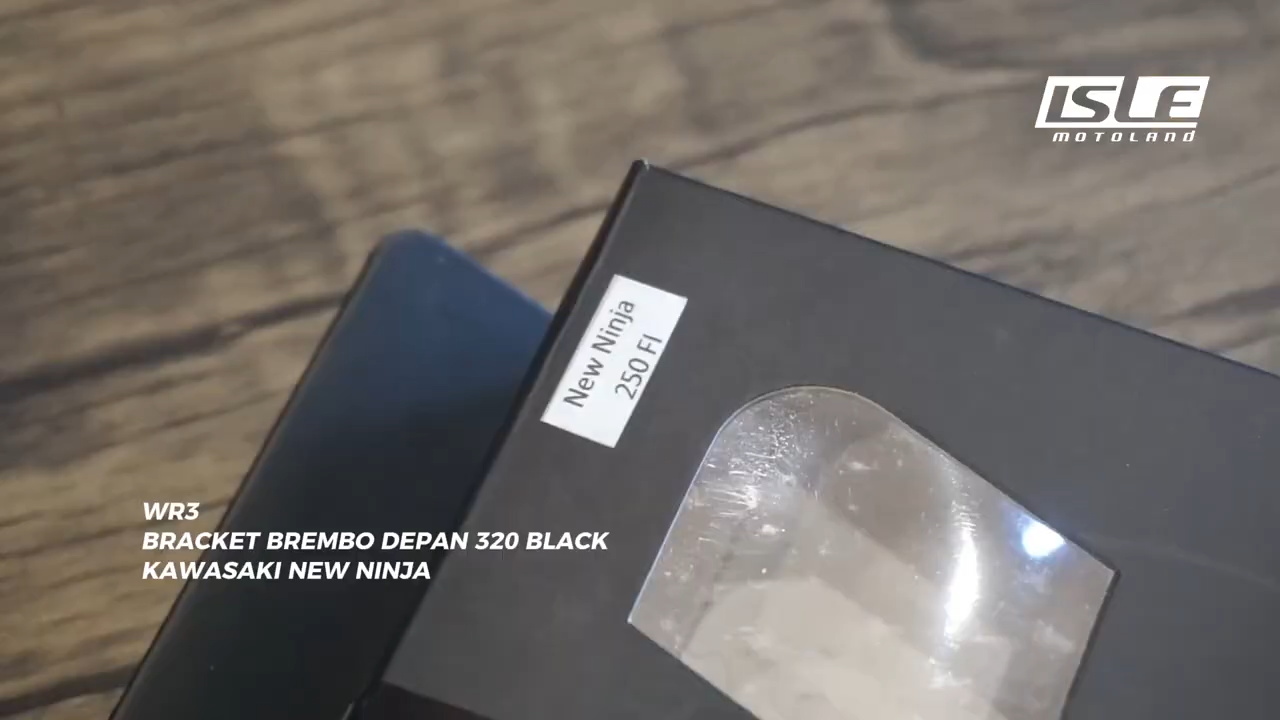 ISLE
MOTOLAND
New Ninja
250 FI
WR3
BRACKET BREMBO DEPAN 320 BLACK
KAWASAKI NEW NINJA